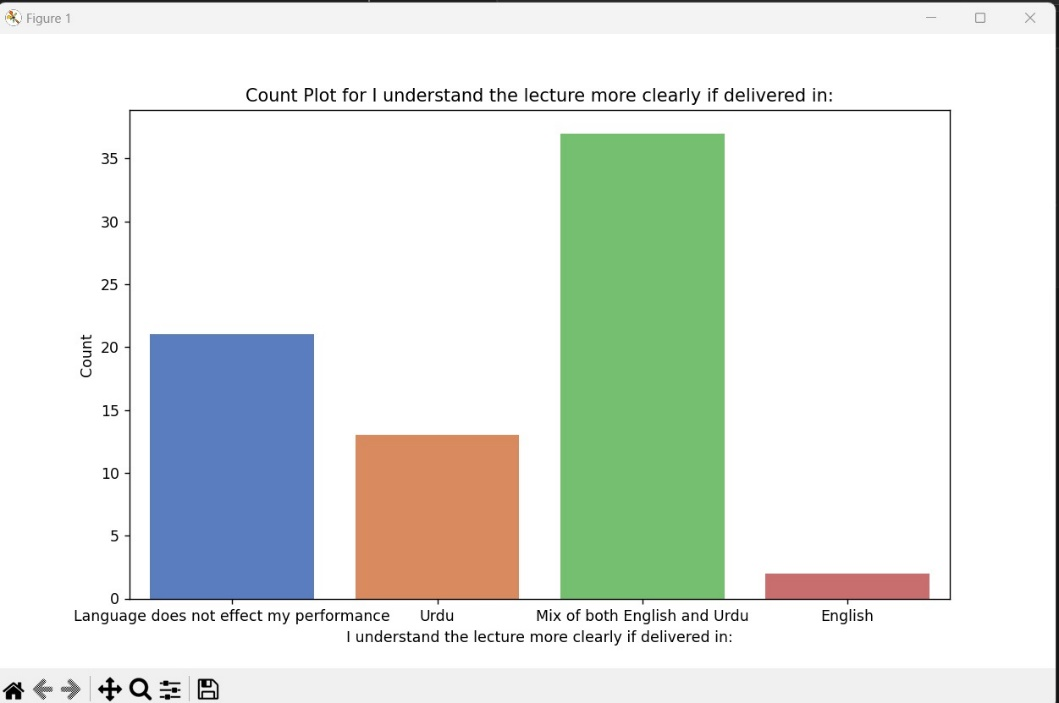 Figure 1
Count Plot for I understand the lecture more clearly if delivered in:
35
30
25
20
15
10
5
0
Count
Language does not effect my performance Urdu Mix of both English and Urdu English
I understand the lecture more clearly if delivered in: